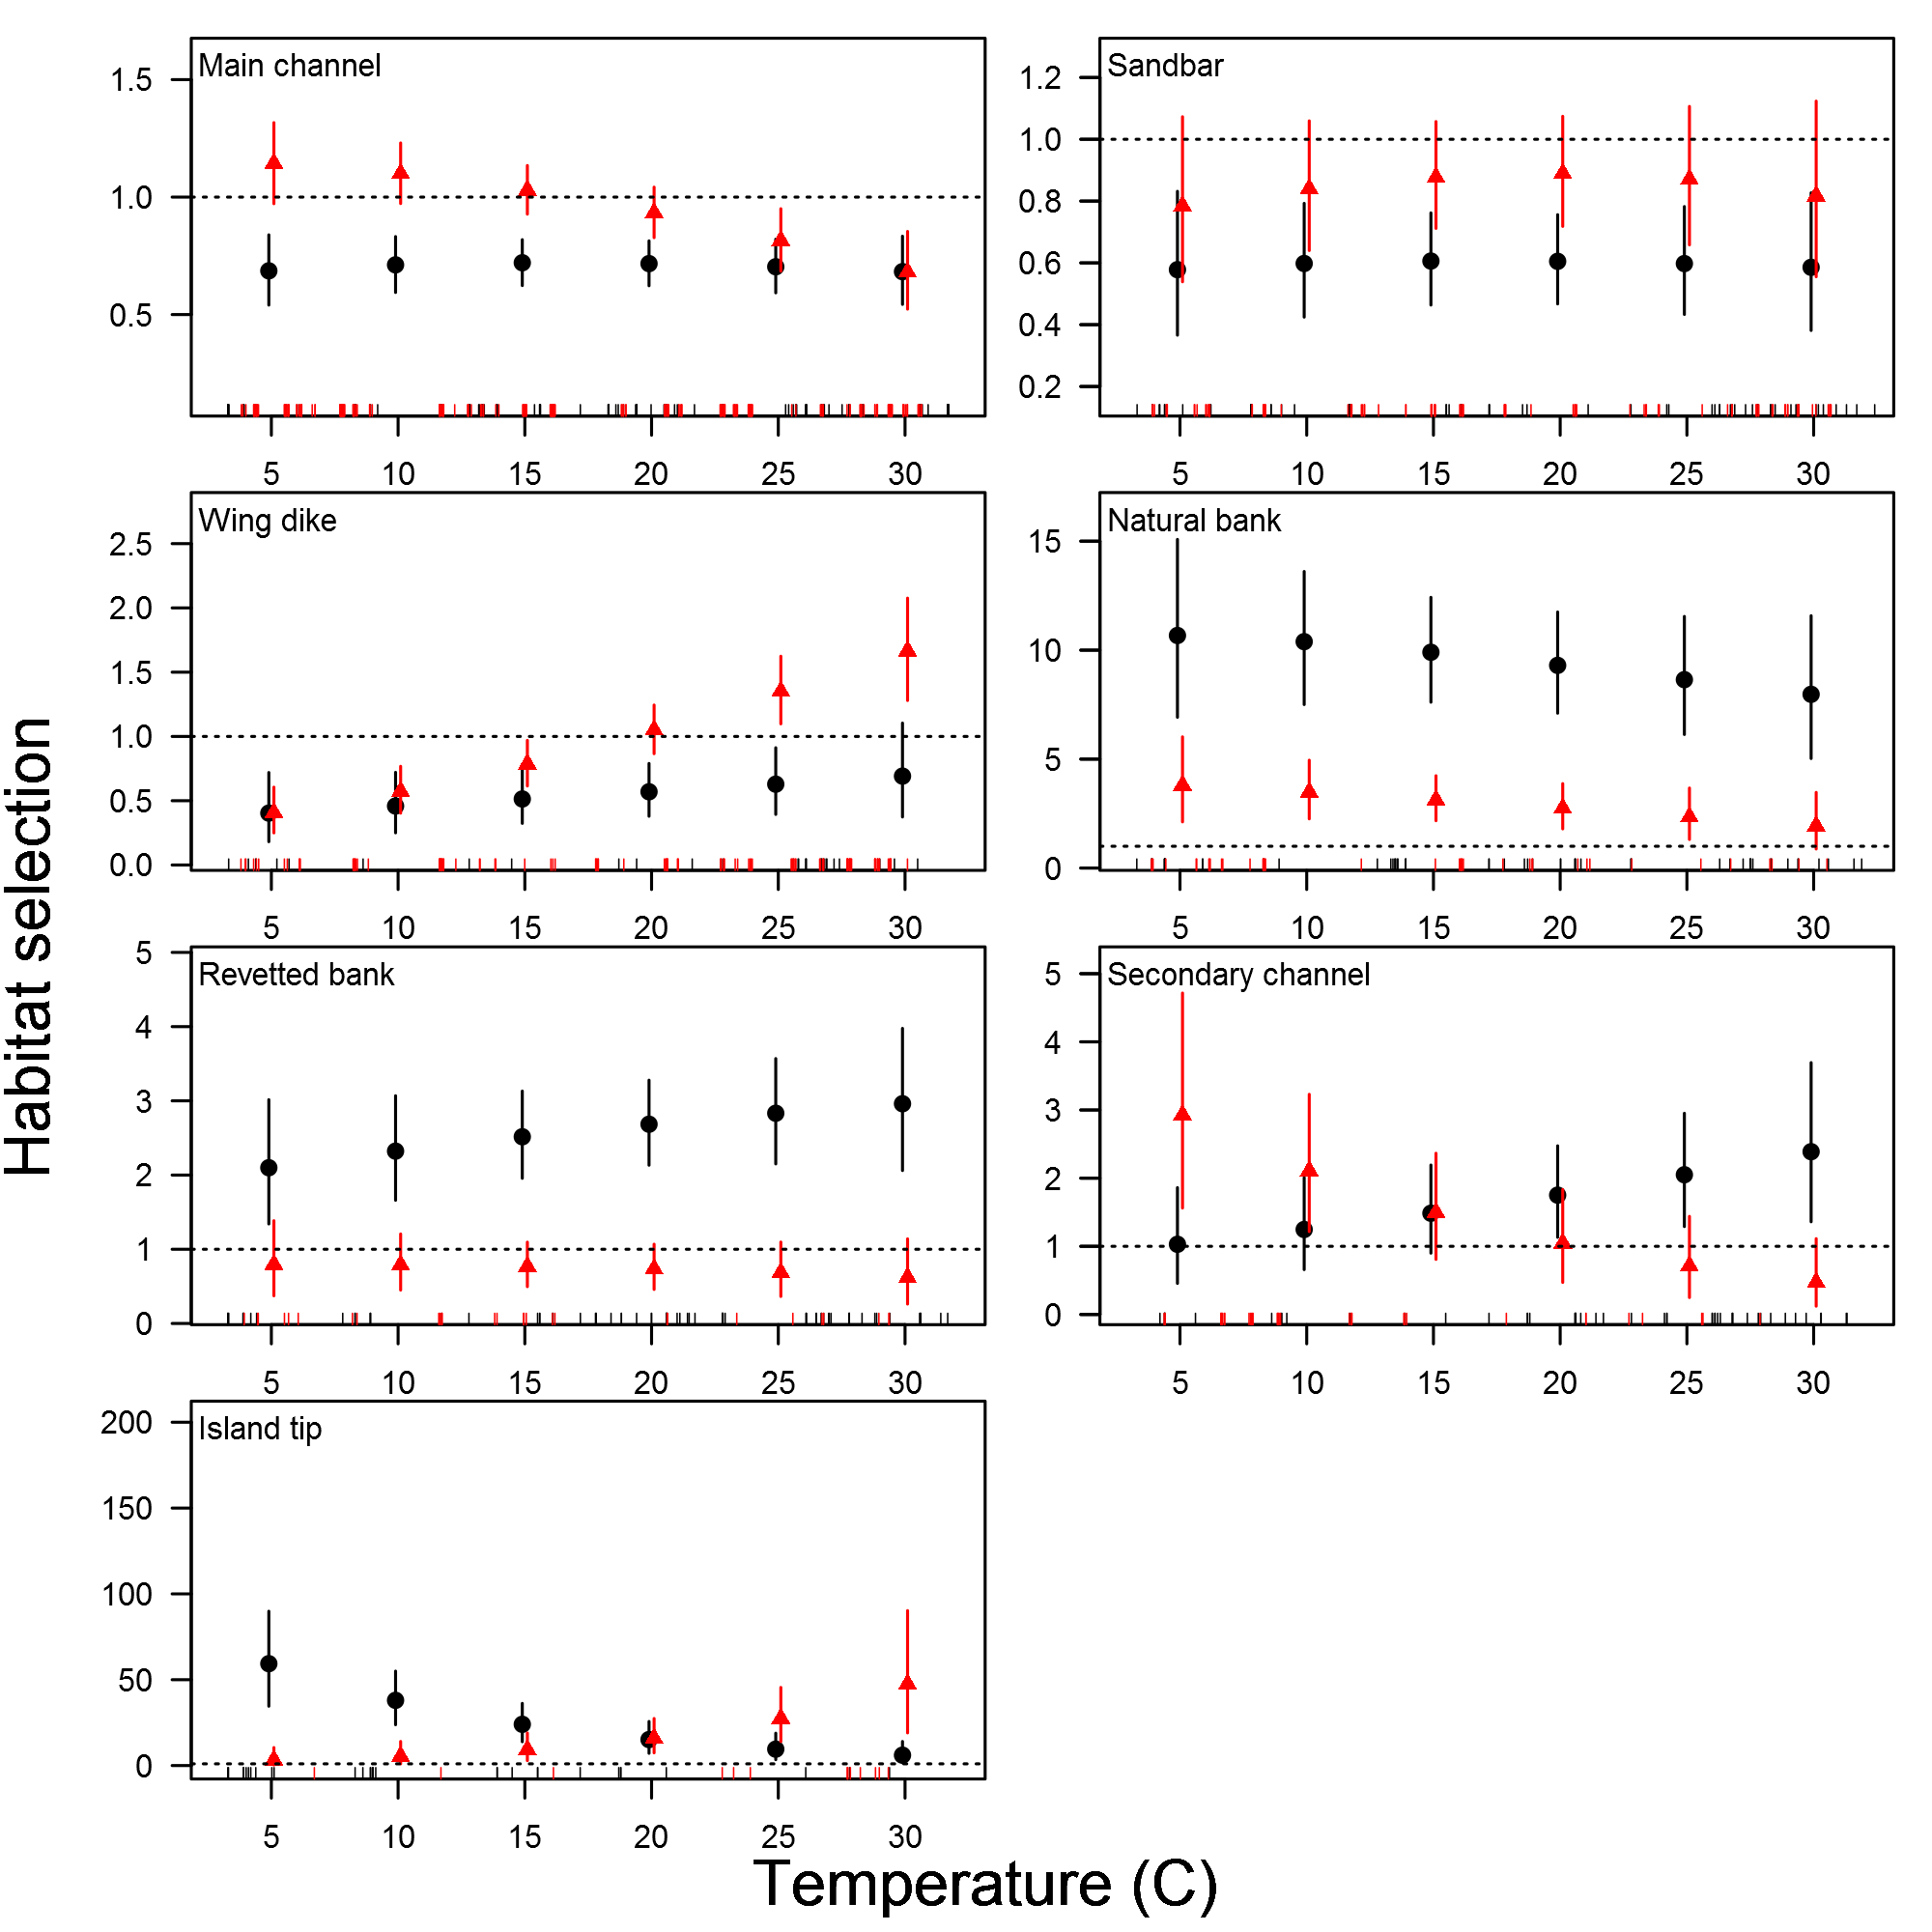 Main channel
1.5
1.0
0.5
5 10 15 20 25 30
Sandbar
1.2
1.0
0.8
0.6
0.4
0.2
5 10 15 20 25 30
Wing dike
2.5
2.0
1.5
1.0
0.5
0.0
5 10 15 20 25 30
Natural bank
15
10
5
0
5 10 15 20 25 30
Revetted bank
5
4
3
2
1
0
5 10 15 20 25 30
Secondary channel
5
4
3
2
1
0
5 10 15 20 25 30
Island tip
200
150
100
50
0
5 10 15 20 25 30
Habitat selection
Temperature (C)